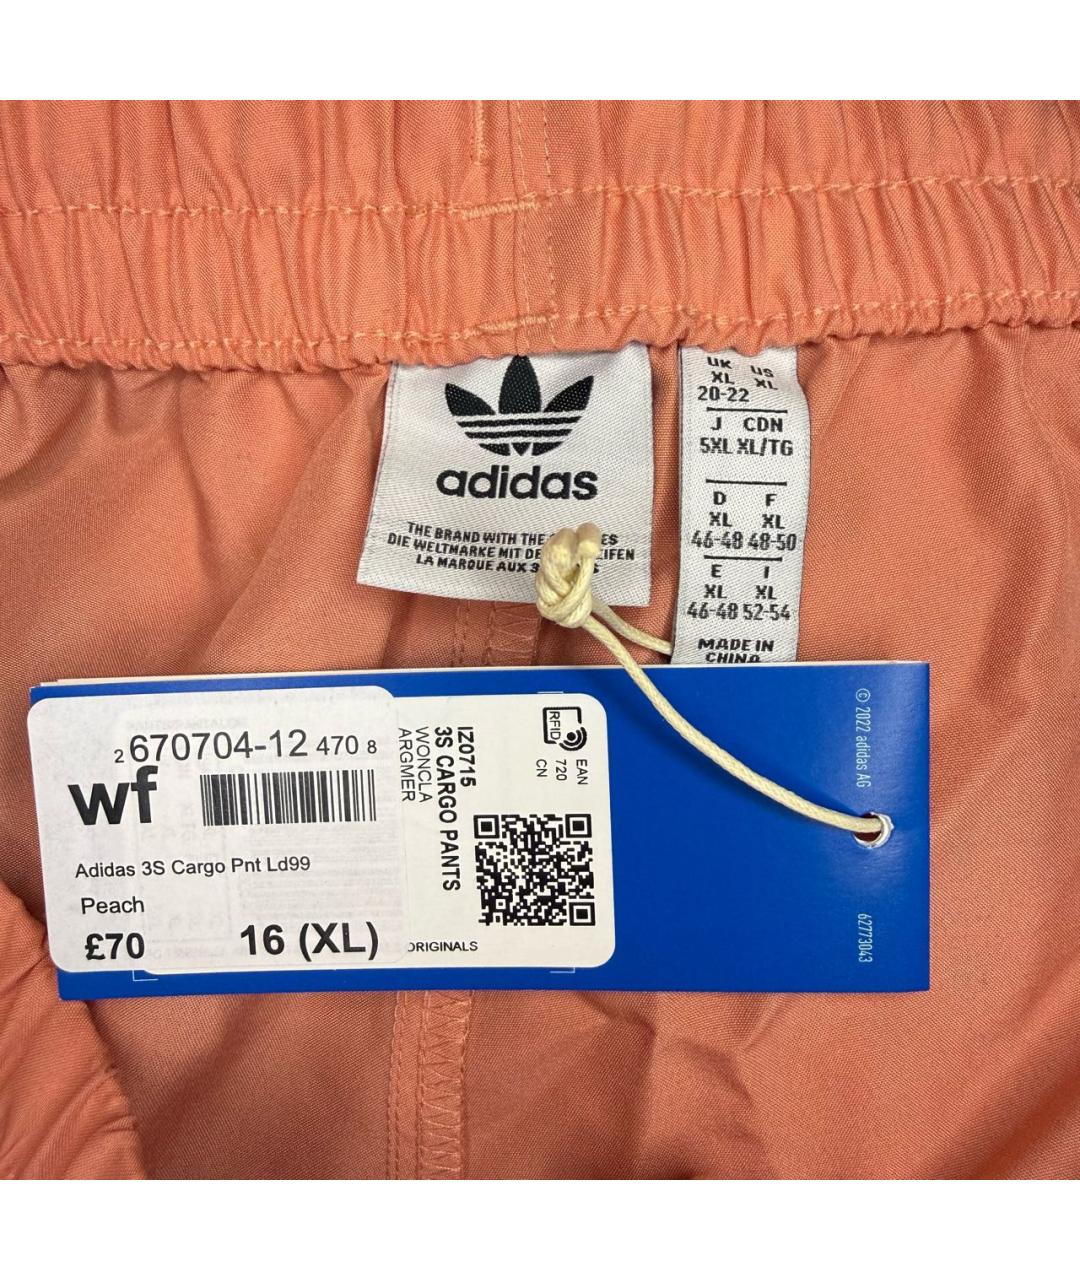 adidas
THE BRAND WITH THE
DIE WELTMARKE MIT
LA MARQUE AUX 3
UK US
XL XL
20-22
J CDN
5XL XL/TG
D F
XL XL
46-48 48-50
E I
XL XL
46-48 52-54
MADE IN
CHINA
2 670704-12 470 8
wf
Adidas 3S Cargo Pnt Ld99
Peach
£70 16 (XL)
IZ0715
3S CARGO PANTS
WONCLA
ARGMER
RFID
EAN
720
CN
ORIGINALS
© 2022 adidas AG
62773043